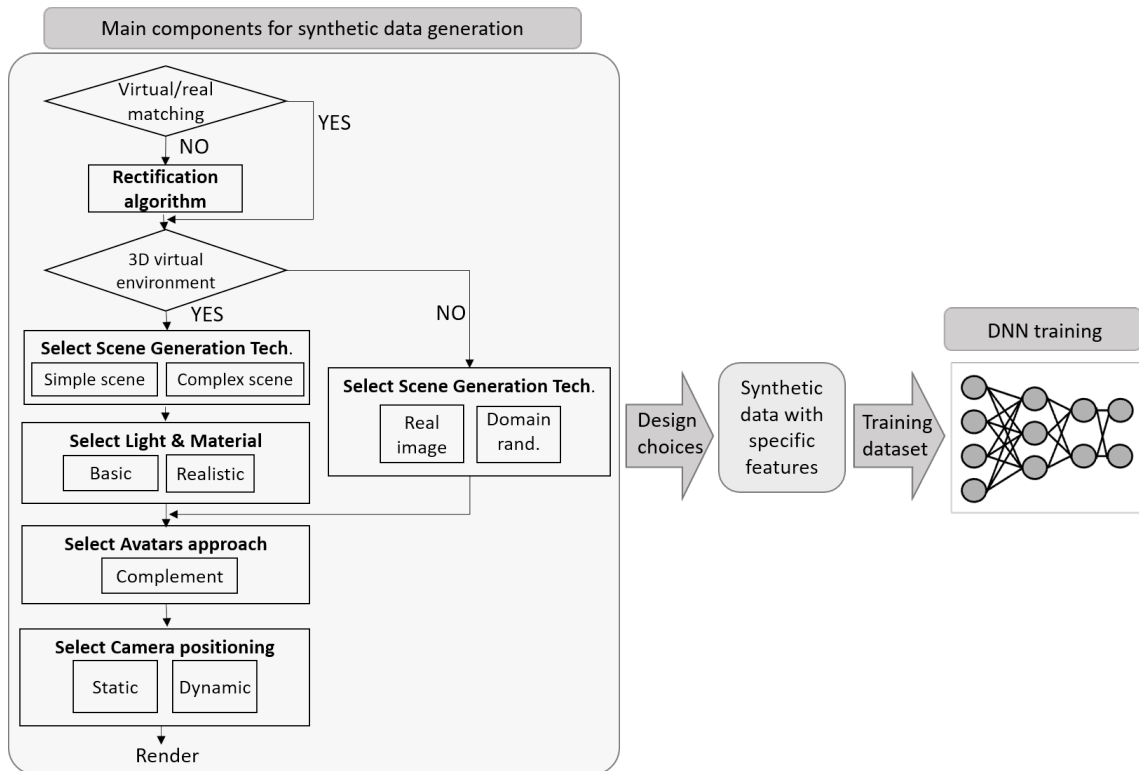 Main components for synthetic data generation
Virtual/real
matching
YES
NO
Rectification
algorithm
3D virtual
environment
YES
NO
Select Scene Generation Tech.
Simple scene
Complex scene
Select Scene Generation Tech.
Real
image
Domain
rand.
Select Light & Material
Basic
Realistic
Select Avatars approach
Complement
Select Camera positioning
Static
Dynamic
Render
Design
choices
Synthetic
data with
specific
features
Training
dataset
DNN training